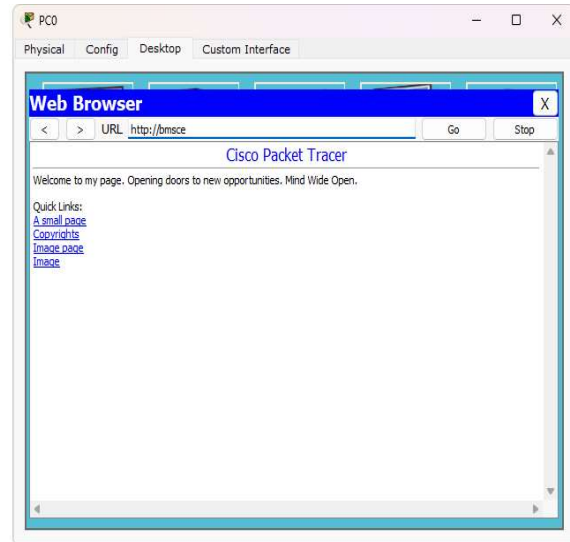 PC0
Physical Config Desktop Custom Interface
Web Browser X
< > URL http://bmsce Go Stop
Cisco Packet Tracer
Welcome to my page. Opening doors to new opportunities. Mind Wide Open.
Quick Links:
A small page
Copyrights
Image page
Image